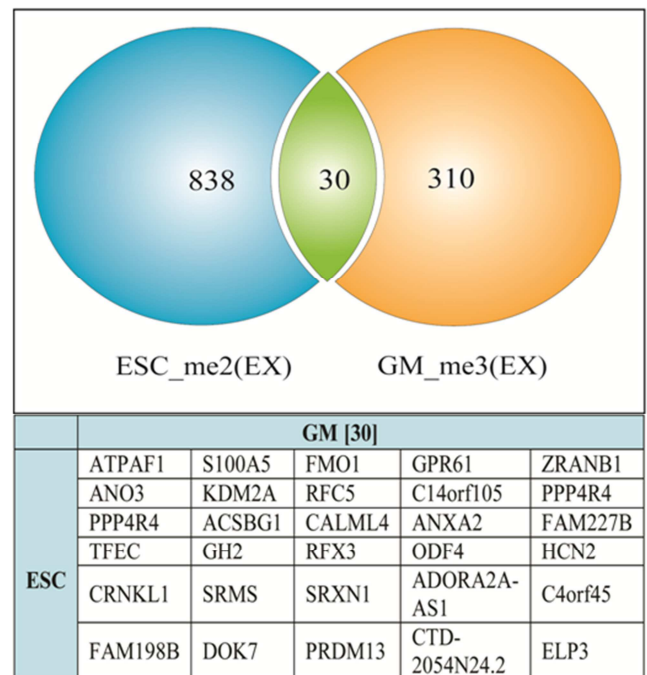 838 30 310
ESC_me2(EX) GM_me3(EX)
GM [30]
ESC
ATPAF1 S100A5 FMO1 GPR61 ZRANB1
ANO3 KDM2A RFC5 C14orf105 PPP4R4
PPP4R4 ACSBG1 CALML4 ANXA2 FAM227B
TFEC GH2 RFX3 ODF4 HCN2
CRNKL1 SRMS SRXN1 ADORA2A-
AS1 C4orf45
FAM198B DOK7 PRDM13 CTD-
2054N24.2 ELP3